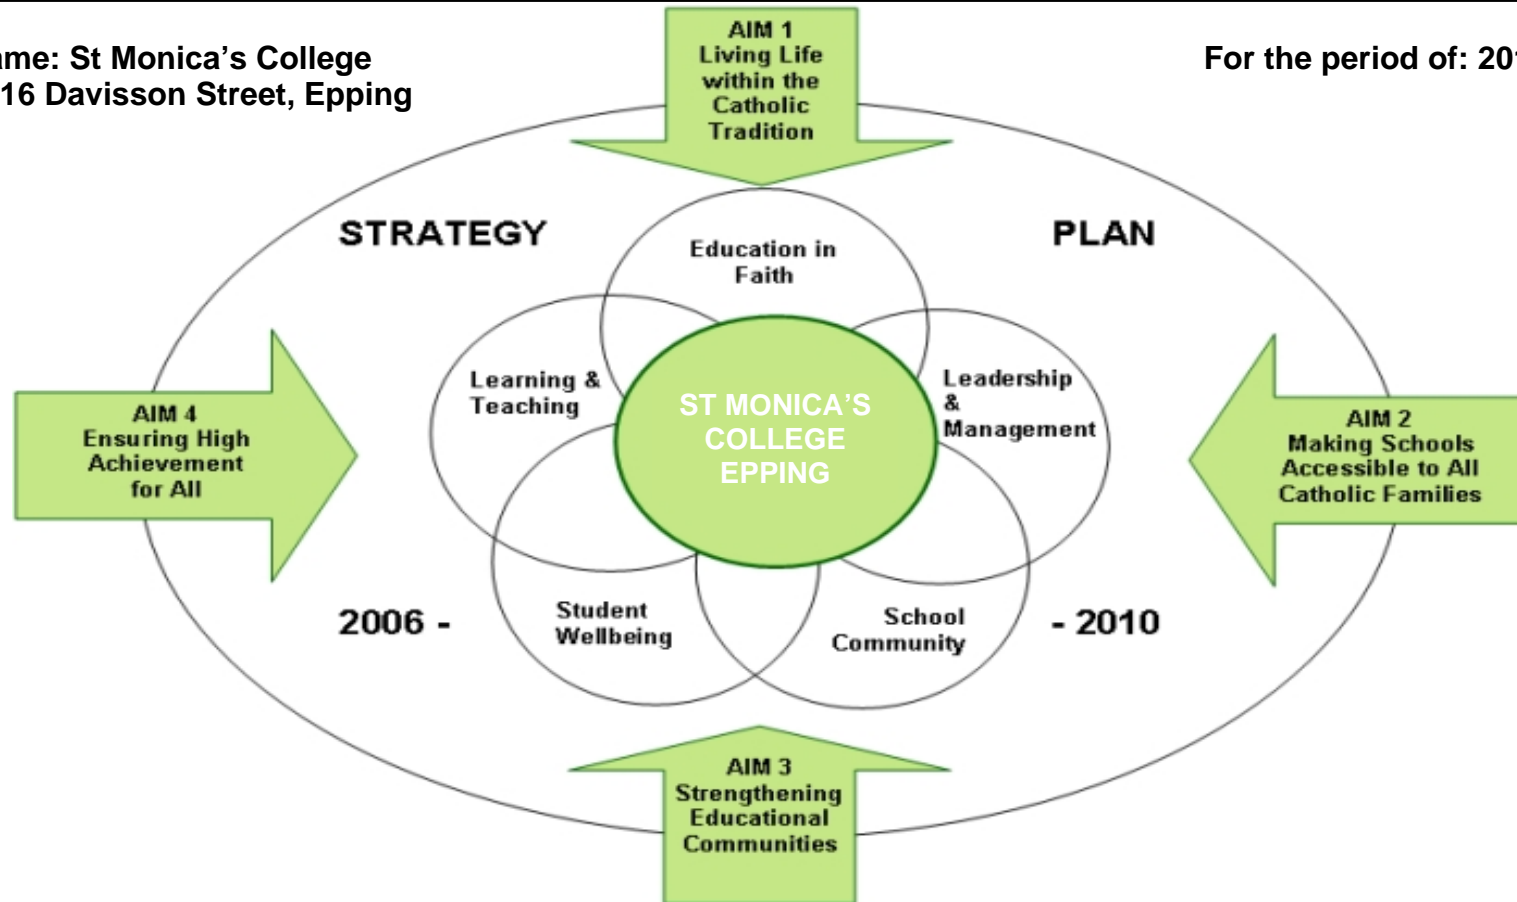 AIM 1
Living Life
within the
Catholic
Tradition
ame: St Monica's College
16 Davisson Street, Epping
For the period of: 201
STRATEGY
PLAN
Education in
Faith
Learning &
Teaching
Leadership
&
Management
ST MONICA'S
COLLEGE
EPPING
AIM 4
Ensuring High
Achievement
for All
AIM 2
Making Schools
Accessible to All
Catholic Families
2006 -
Student
Wellbeing
School
Community
- 2010
AIM 3
Strengthening
Educational
Communities